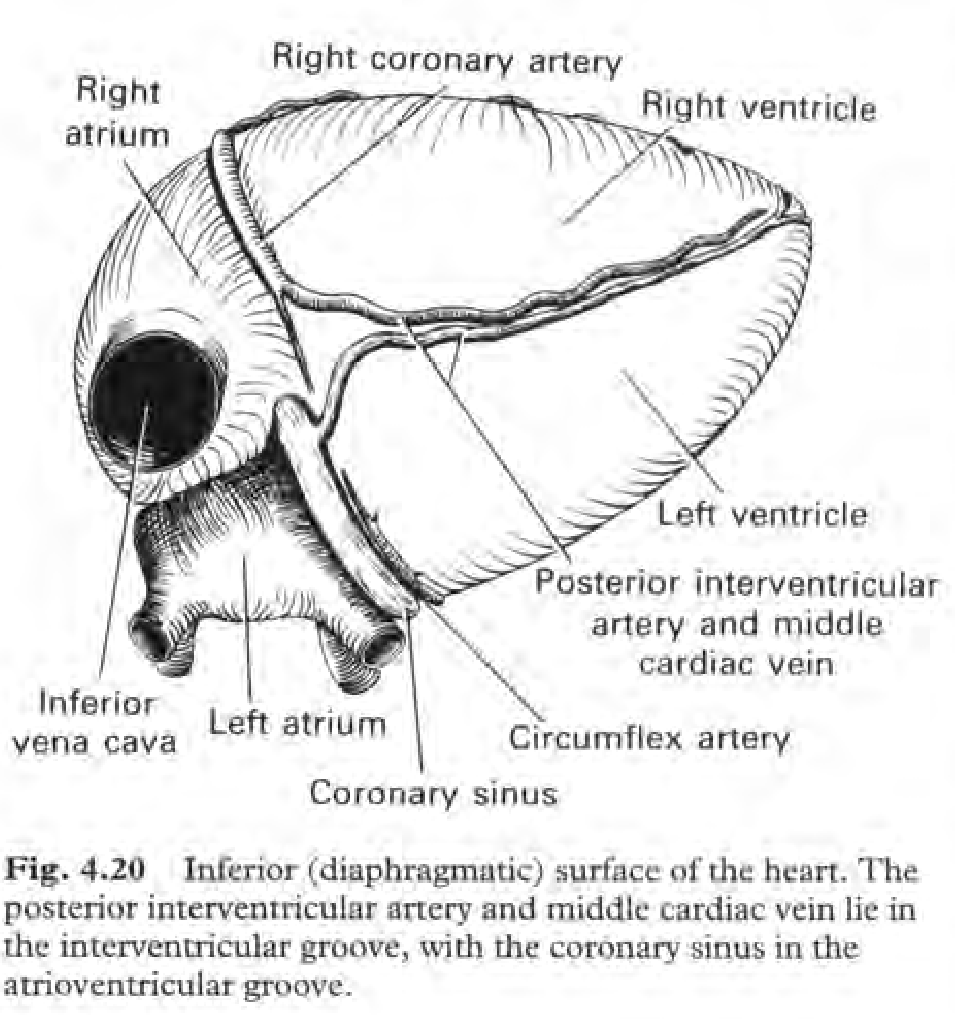 Right coronary artery
Right
atrium
Right ventricle
Left ventricle
Posterior interventricular
artery and middle
cardiac vein
Inferior
vena cava
Left atrium
Circumflex artery
Coronary sinus
Fig. 4.20 Inferior (diaphragmatic) surface of the heart. The
posterior interventricular artery and middle cardiac vein lie in
the interventricular groove, with the coronary sinus in the
atrioventricular groove.